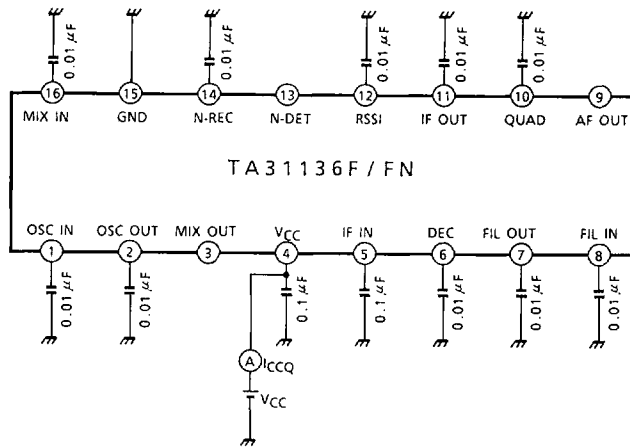 0.01 μF 0.01 μF 0.01 μF 0.01 μF 0.01 μF
16 15 14 13 12 11 10 9
MIX IN GND N-REC N-DET RSSI IF OUT QUAD AF OUT
TA31136F / FN
OSC IN OSC OUT MIX OUT VCC IF IN DEC FIL OUT FIL IN
1 2 3 4 5 6 7 8
0.01 μF 0.01 μF 0.1 μF 0.1 μF 0.01 μF 0.01 μF 0.01 μF
A ICCQ
VCC